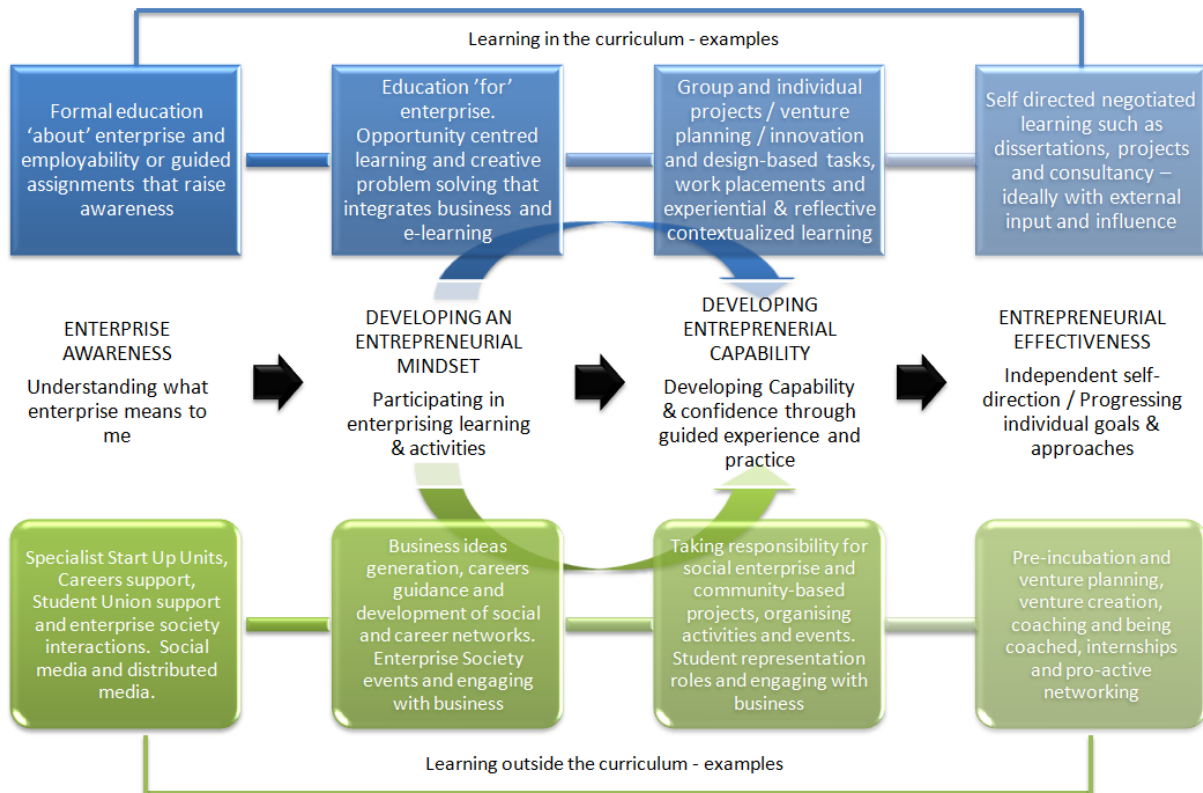 Learning in the curriculum - examples
Formal education
‘about’ enterprise and
employability or guided
assignments that raise
awareness
Education ’for’
enterprise.
Opportunity centred
learning and creative
problem solving that
integrates business and
e-learning
Group and individual
projects / venture
planning / innovation
and design-based tasks,
work placements and
experiential & reflective
contextualized learning
Self directed negotiated
learning such as
dissertations, projects
and consultancy –
ideally with external
input and influence
ENTERPRISE
AWARENESS
Understanding what
enterprise means to
me
DEVELOPING AN
ENTREPRENEURIAL
MINDSET
Participating in
enterprising learning
& activities
DEVELOPING
ENTREPRENERIAL
CAPABILITY
Developing Capability
& confidence through
guided experience and
practice
ENTREPRENEURIAL
EFFECTIVENESS
Independent self-
direction / Progressing
individual goals &
approaches
Specialist Start Up Units,
Careers support,
Student Union support
and enterprise society
interactions.  Social
media and distributed
media.
Business ideas
generation, careers
guidance and
development of social
and career networks.
Enterprise Society
events and engaging
with business
Taking responsibility for
social enterprise and
community-based
projects, organising
activities and events.
Student representation
roles and engaging with
business
Pre-incubation and
venture planning,
venture creation,
coaching and being
coached, internships
and pro-active
networking
Learning outside the curriculum - examples